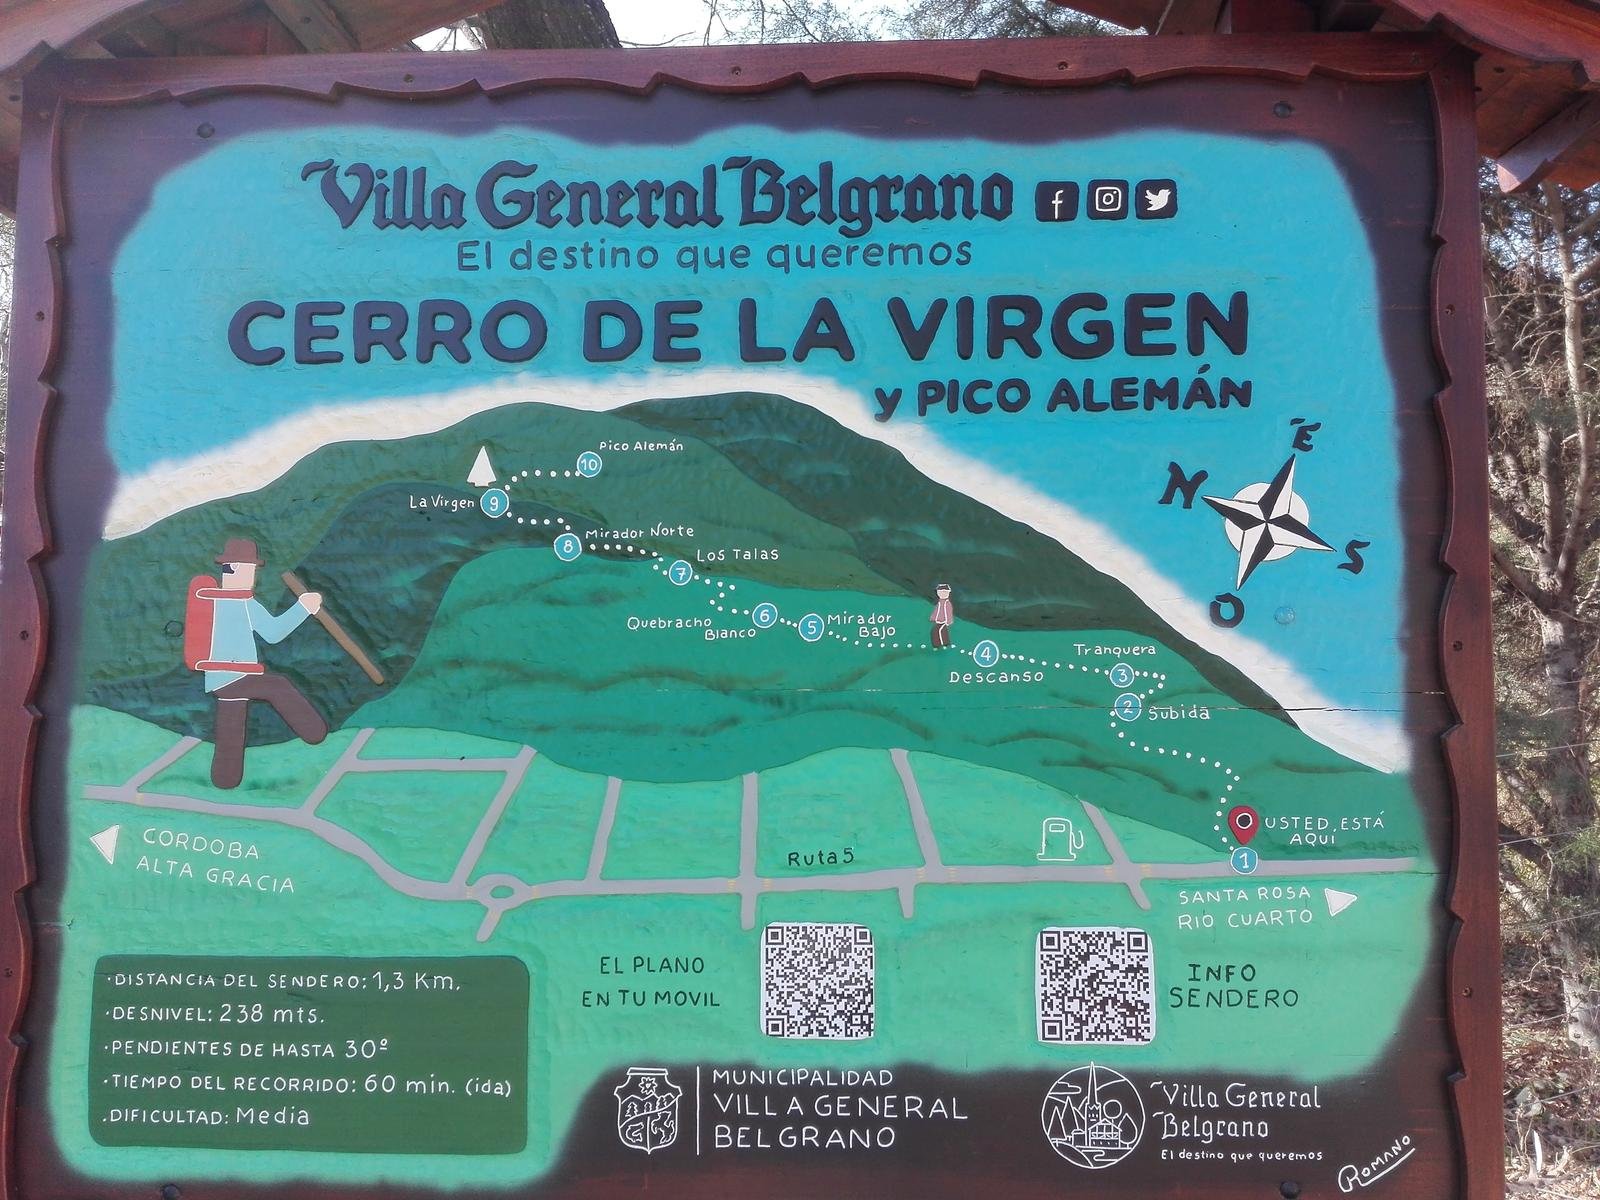 Villa General Belgrano
El destino que queremos
CERRO DE LA VIRGEN
y PICO ALEMÁN
E
N
S
O
Pico Alemán
10
La Virgen 9
Mirador Norte
8
Los Talas
7
Quebracho
Blanco
6
5
Mirador
Bajo
4
Descanso
Tranquera
3
2 Subida
USTED ESTÁ
AQUI
1
CORDOBA
ALTA GRACIA
Ruta 5
SANTA ROSA
RIO CUARTO
EL PLANO
EN TU MOVIL
INFO
SENDERO
·DISTANCIA DEL SENDERO: 1,3 Km.
·DESNIVEL: 238 mts.
·PENDIENTES DE HASTA 30º
·TIEMPO DEL RECORRIDO: 60 min. (ida)
·DIFICULTAD: Media
MUNICIPALIDAD
VILLA GENERAL
BELGRANO
Villa General
Belgrano
El destino que queremos
ROMANO